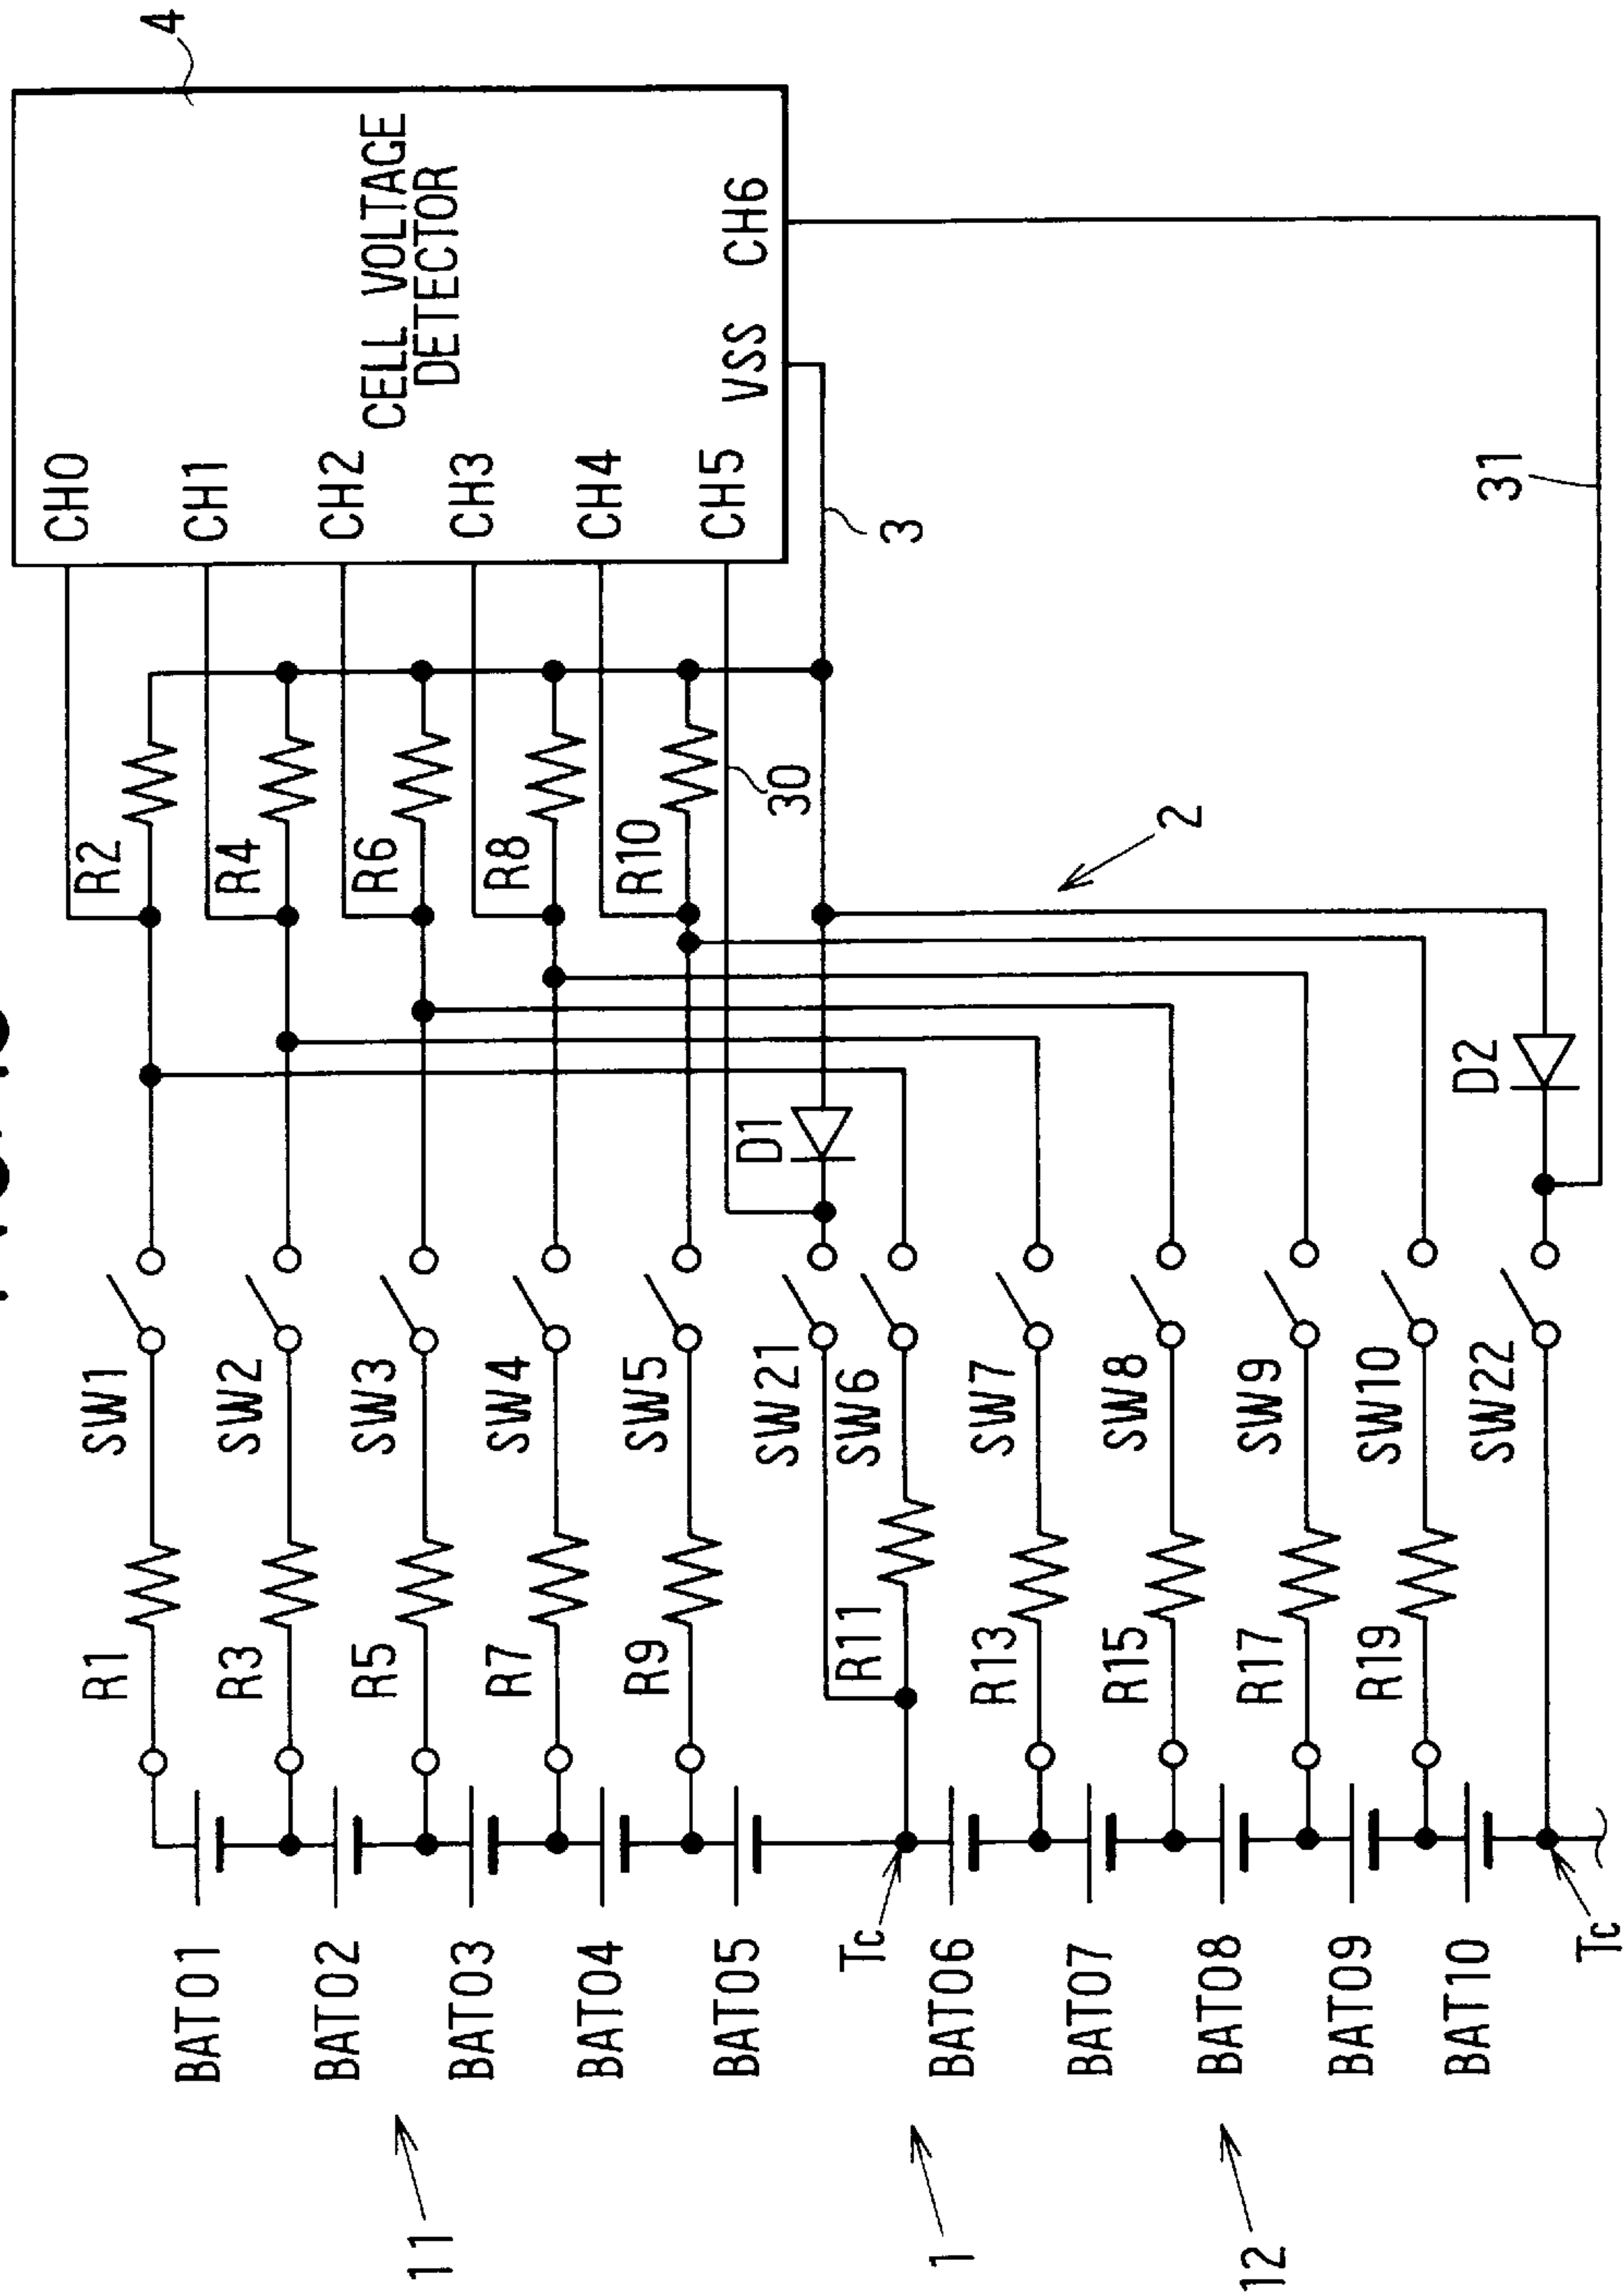 4
CELL VOLTAGE
DETECTOR
CH0
CH1
CH2
CH3
CH4
CH5
VSS
CH6
R2
R4
R6
R8
R10
30
3
31
2
D1
D2
SW1
SW2
SW3
SW4
SW5
SW21
SW6
SW7
SW8
SW9
SW10
SW22
R1
R3
R5
R7
R9
R11
R13
R15
R17
R19
BAT01
BAT02
BAT03
BAT04
BAT05
Tc
BAT06
BAT07
BAT08
BAT09
BAT10
Tc
11
1
12